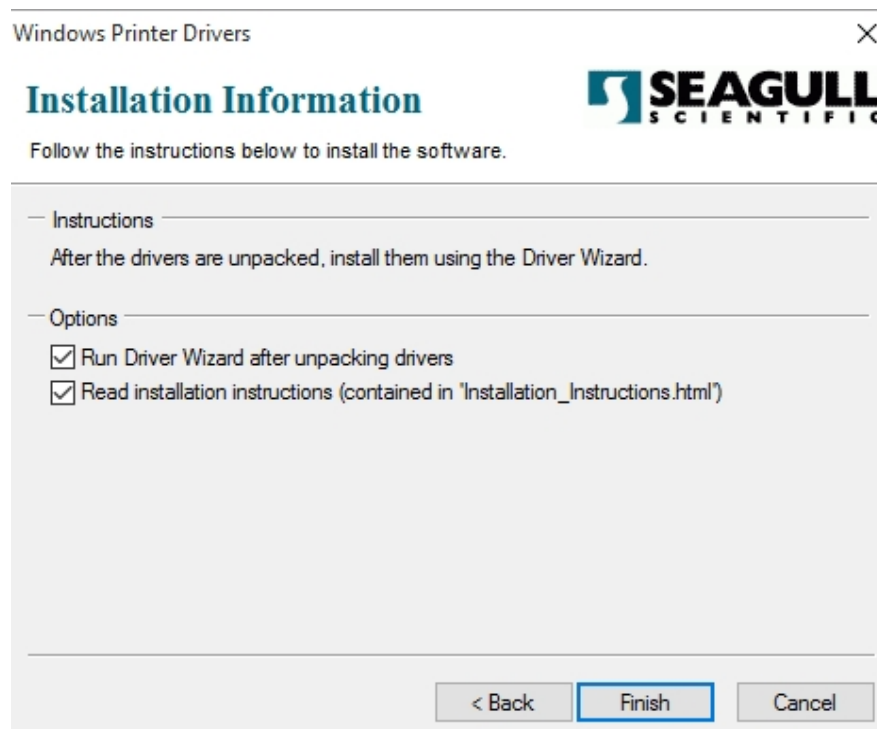 Windows Printer Drivers
Installation Information
SEAGULL
SCIENTIFIC
Follow the instructions below to install the software.
Instructions
After the drivers are unpacked, install them using the Driver Wizard.
Options
Run Driver Wizard after unpacking drivers
Read installation instructions (contained in 'Installation_Instructions.html')
< Back
Finish
Cancel